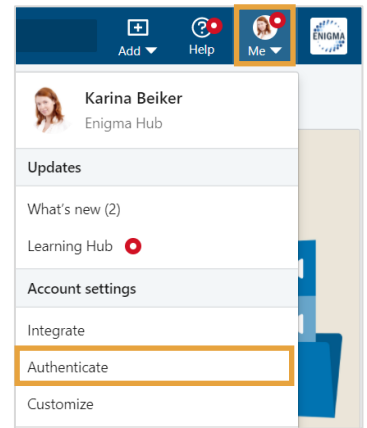 Add Help Me ENIGMA
Karina Beiker
Enigma Hub
Updates
What's new (2)
Learning Hub
Account settings
Integrate
Authenticate
Customize